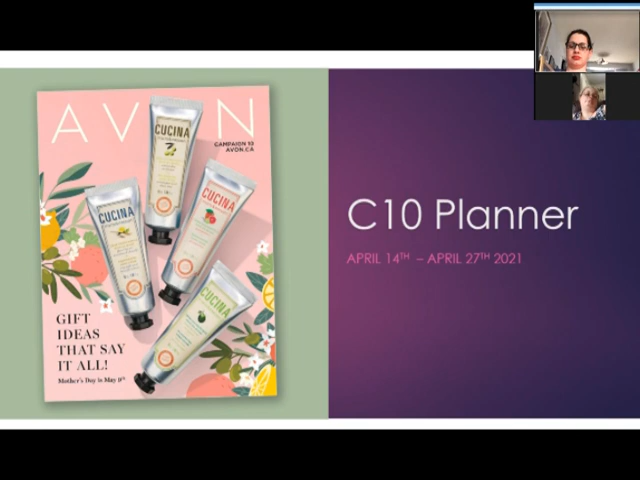 AVON
CAMPAIGN 10
AVON.CA
CUCINA
CUCINA
CUCINA
CUCINA
GIFT
IDEAS
THAT SAY
IT ALL!
Mother's Day is May 9th
C10 Planner
APRIL 14TH – APRIL 27TH 2021